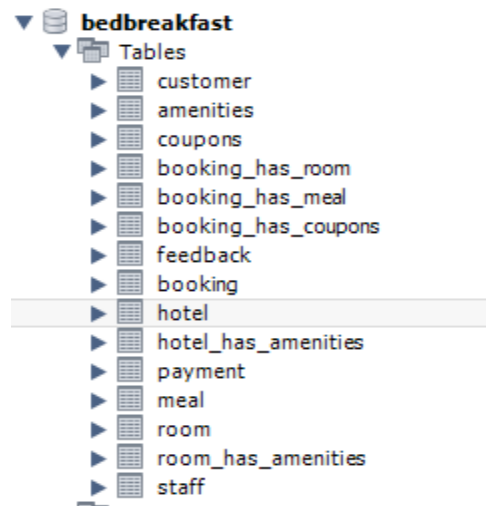 bedbreakfast
Tables
customer
amenities
coupons
booking_has_room
booking_has_meal
booking_has_coupons
feedback
booking
hotel
hotel_has_amenities
payment
meal
room
room_has_amenities
staff